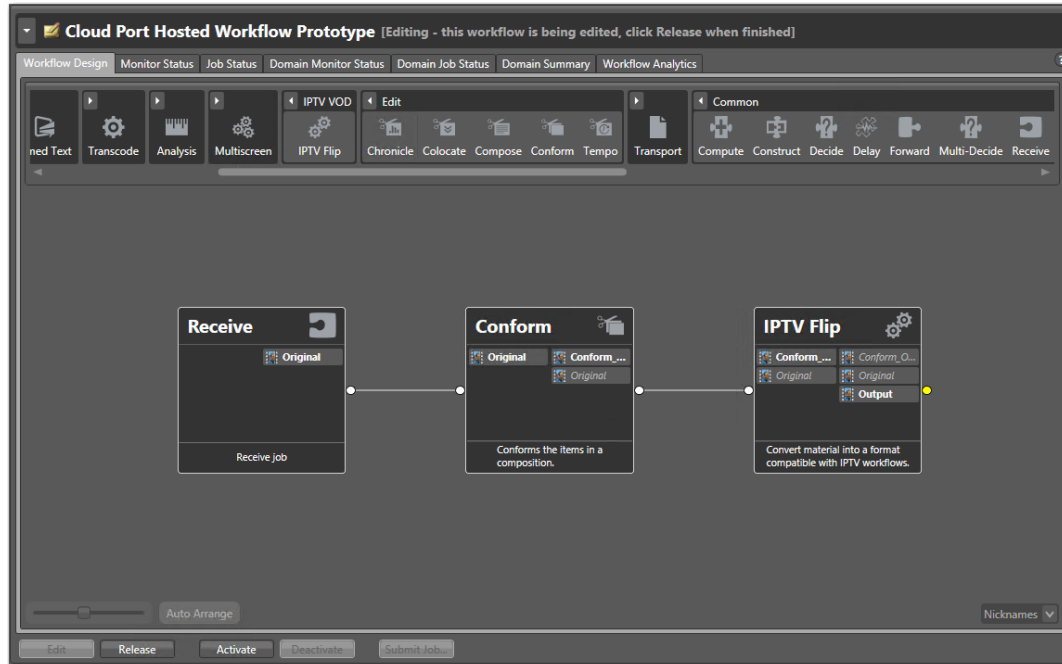 Cloud Port Hosted Workflow Prototype [Editing - this workflow is being edited, click Release when finished]
Workflow Design Monitor Status Job Status Domain Monitor Status Domain Job Status Domain Summary Workflow Analytics
IPTV VOD Edit Common
ned Text Transcode Analysis Multiscreen IPTV Flip Chronicle Colocate Compose Conform Tempo Transport Compute Construct Decide Delay Forward Multi-Decide Receive
Receive
Original
Receive job
Conform
Original Conform_...
Original
Conforms the items in a
composition.
IPTV Flip
Conform_... Conform_O...
Original Original
Output
Convert material into a format
compatible with IPTV workflows.
Auto Arrange Nicknames
Edit Release Activate Deactivate Submit Job...